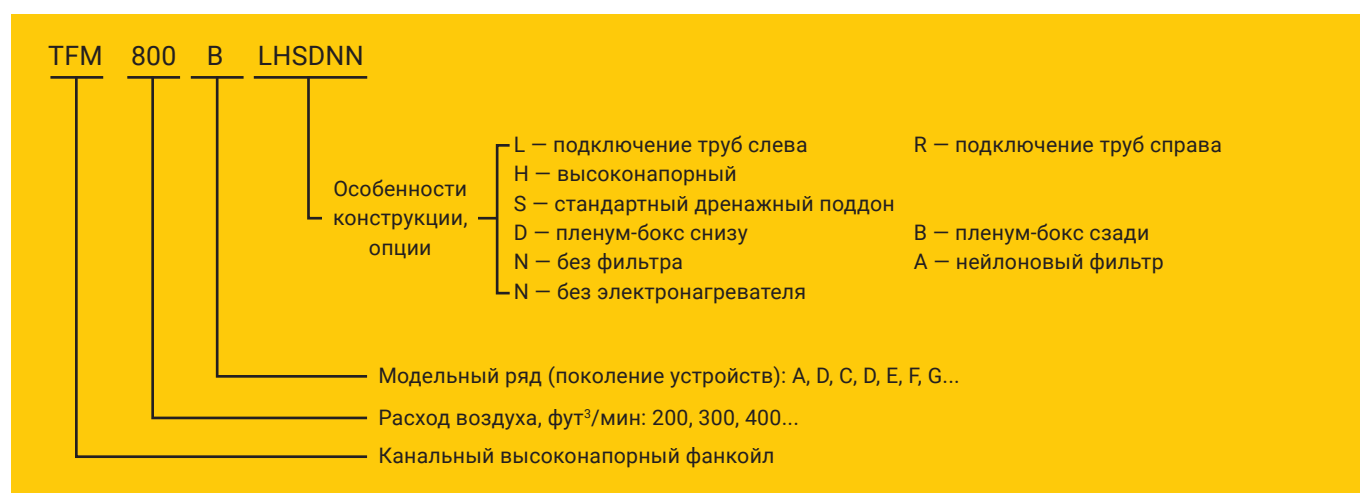 TFM 800 B LHSDNN
L — подключение труб слева R — подключение труб справа
H — высоконапорный
Особенности
конструкции,
опции
S — стандартный дренажный поддон
D — пленум-бокс снизу B — пленум-бокс сзади
N — без фильтра A — нейлоновый фильтр
N — без электронагревателя
Модельный ряд (поколение устройств): A, D, C, D, E, F, G...
Расход воздуха, фут³/мин: 200, 300, 400...
Канальный высоконапорный фанкойл